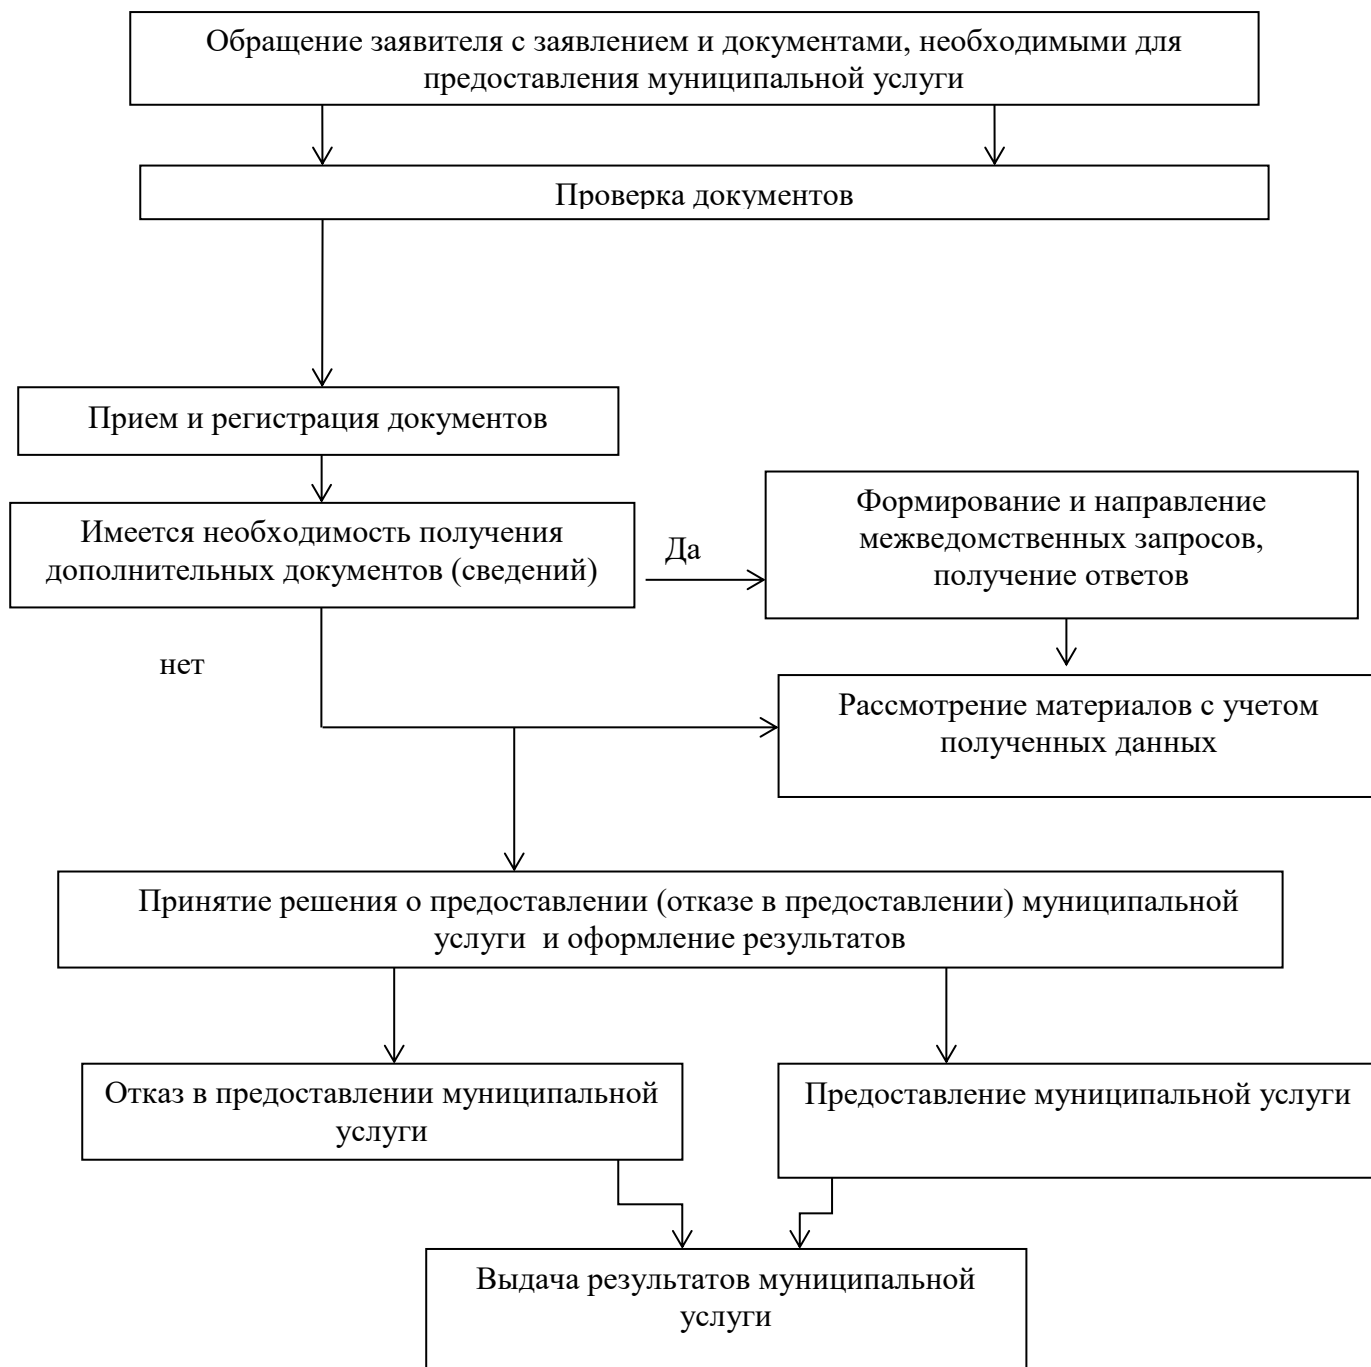 Обращение заявителя с заявлением и документами, необходимыми для
предоставления муниципальной услуги
Проверка документов
Прием и регистрация документов
Имеется необходимость получения
дополнительных документов (сведений)
Да
Формирование и направление
межведомственных запросов,
получение ответов
нет
Рассмотрение материалов с учетом
полученных данных
Принятие решения о предоставлении (отказе в предоставлении) муниципальной
услуги  и оформление результатов
Отказ в предоставлении муниципальной
услуги
Предоставление муниципальной услуги
Выдача результатов муниципальной
услуги